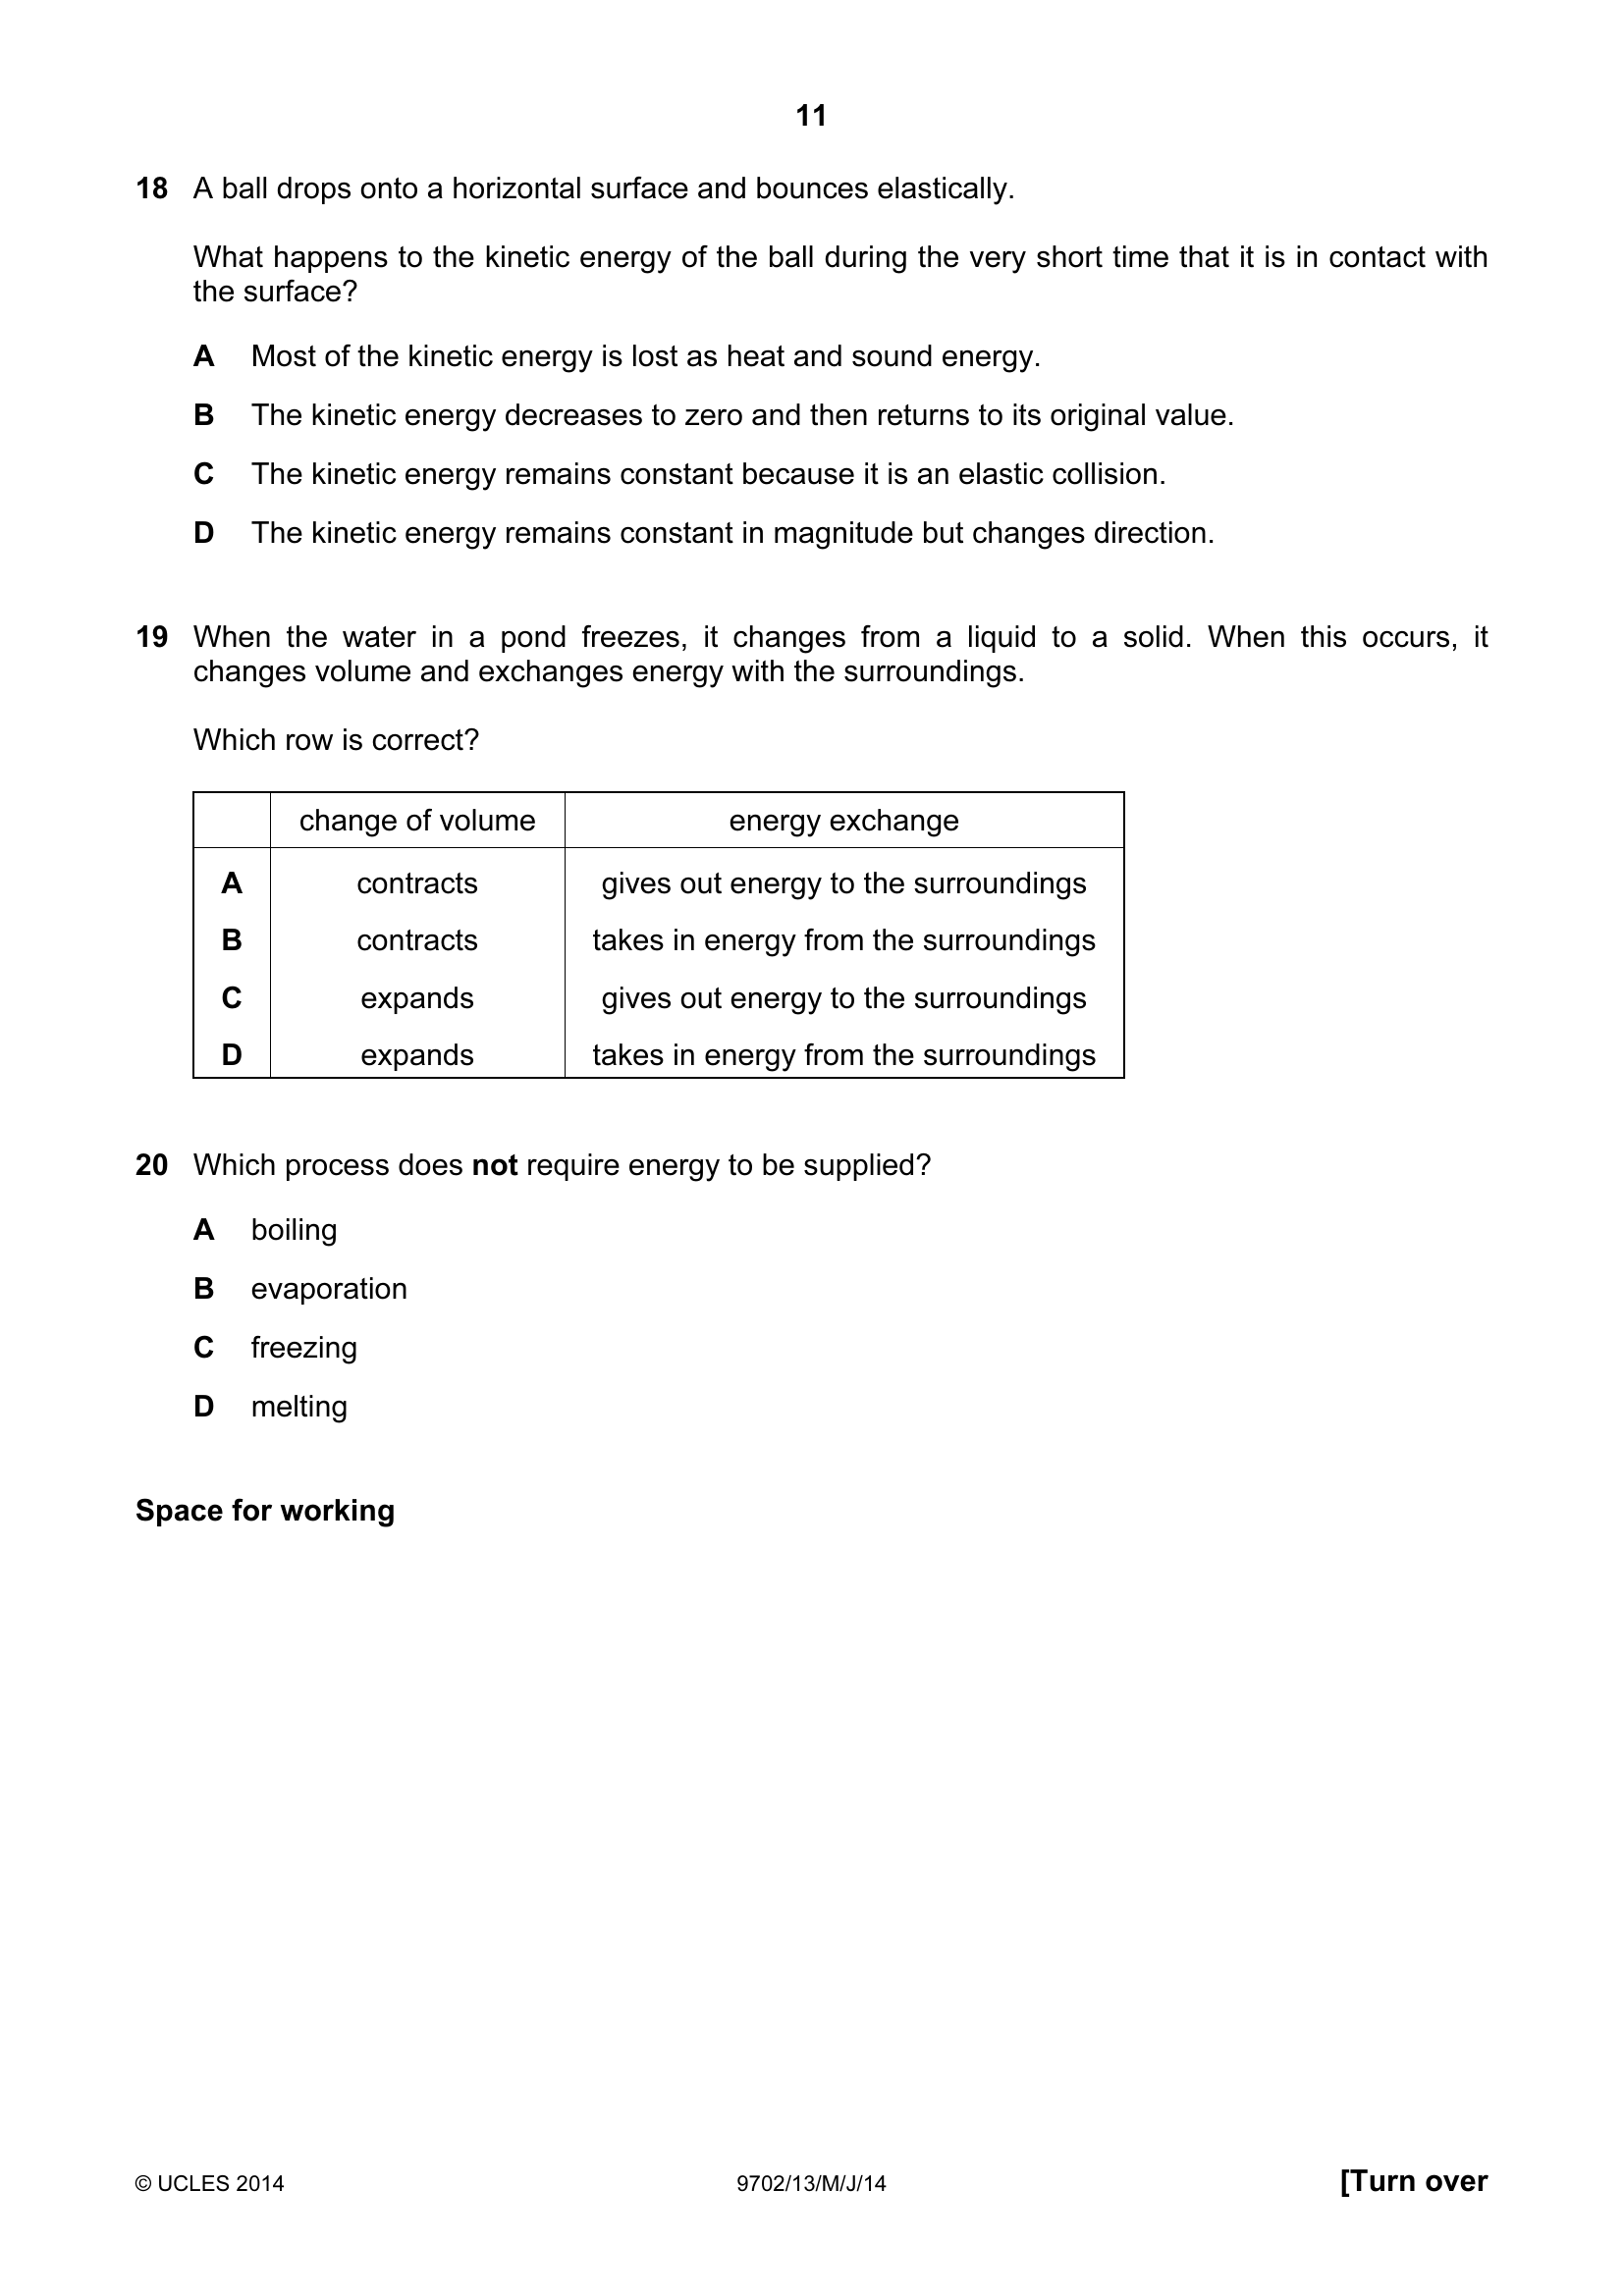 11
18 A ball drops onto a horizontal surface and bounces elastically.
What happens to the kinetic energy of the ball during the very short time that it is in contact with
the surface?
A Most of the kinetic energy is lost as heat and sound energy.
B The kinetic energy decreases to zero and then returns to its original value.
C The kinetic energy remains constant because it is an elastic collision.
D The kinetic energy remains constant in magnitude but changes direction.
19 When the water in a pond freezes, it changes from a liquid to a solid. When this occurs, it
changes volume and exchanges energy with the surroundings.
Which row is correct?
change of volume energy exchange
A contracts gives out energy to the surroundings
B contracts takes in energy from the surroundings
C expands gives out energy to the surroundings
D expands takes in energy from the surroundings
20 Which process does not require energy to be supplied?
A boiling
B evaporation
C freezing
D melting
Space for working
© UCLES 2014 9702/13/M/J/14 [Turn over